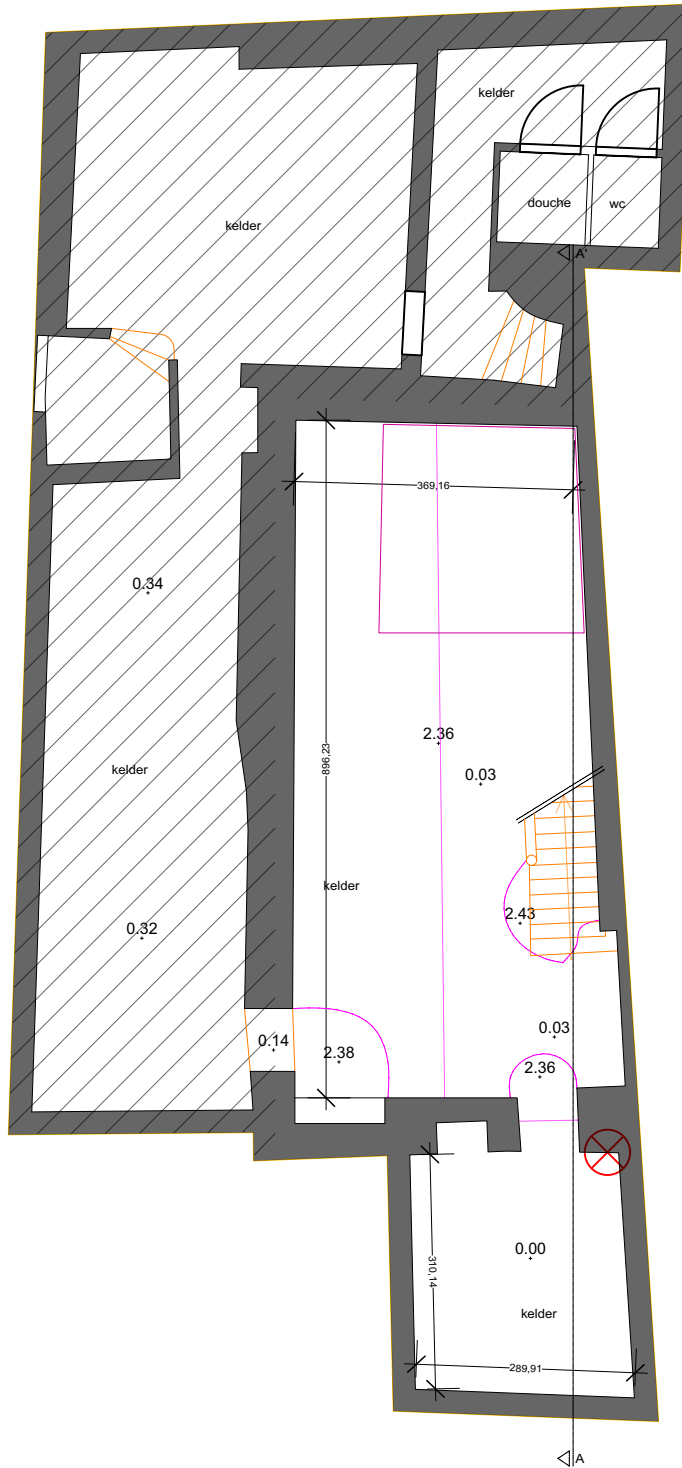 kelder
douche
wc
kelder
A'
369,16
0.34
2.36
0.03
896,23
kelder
kelder
2.43
0.32
0.03
0.14
2.38
2.36
0.00
310,14
kelder
289,91
A